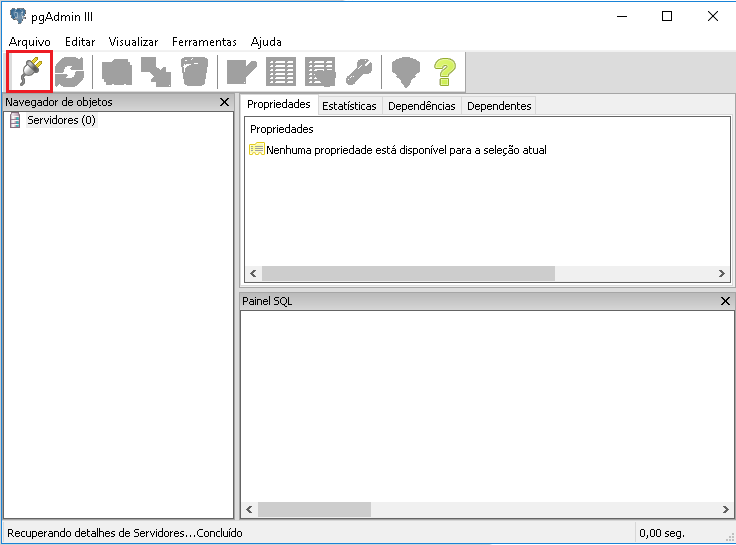 pgAdmin III
Arquivo Editar Visualizar Ferramentas Ajuda
Navegador de objetos
Servidores (0)
Propriedades Estatísticas Dependências Dependentes
Propriedades
Nenhuma propriedade está disponível para a seleção atual
Painel SQL
Recuperando detalhes de Servidores...Concluído 0,00 seg.